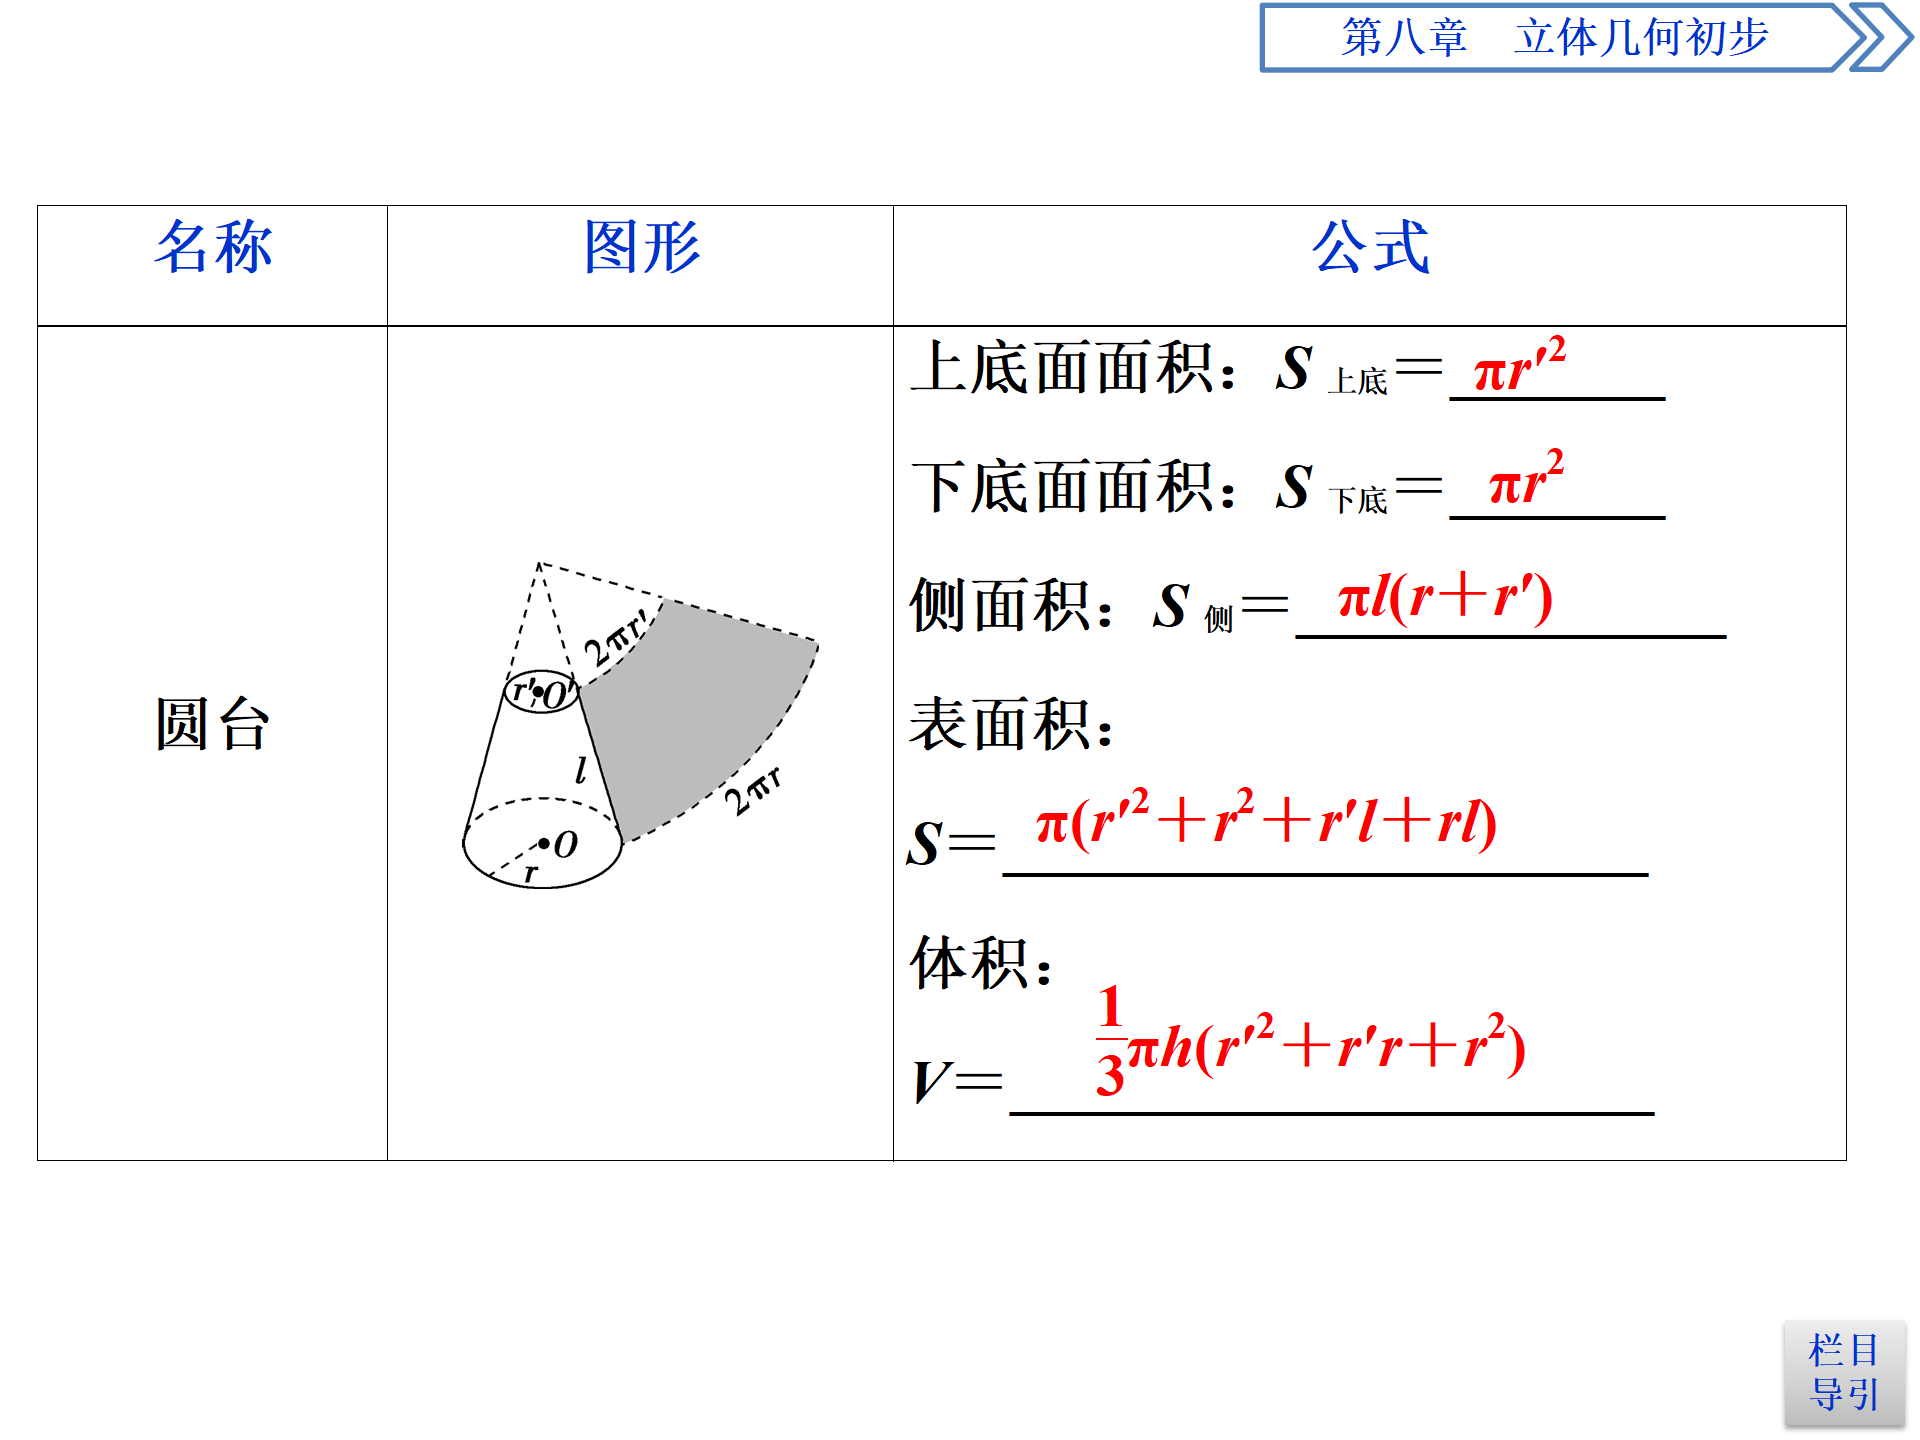 第八章　立体几何初步
名称 图形 公式
圆台
2πr′
r′ O′
l
2πr
O
r
上底面面积：S上底＝πr′²
下底面面积：S下底＝πr²
侧面积：S侧＝πl(r＋r′)
表面积：
S＝π(r′²＋r²＋r′l＋rl)
体积：
V＝1/3πh(r′²＋r′r＋r²)
栏目
导引